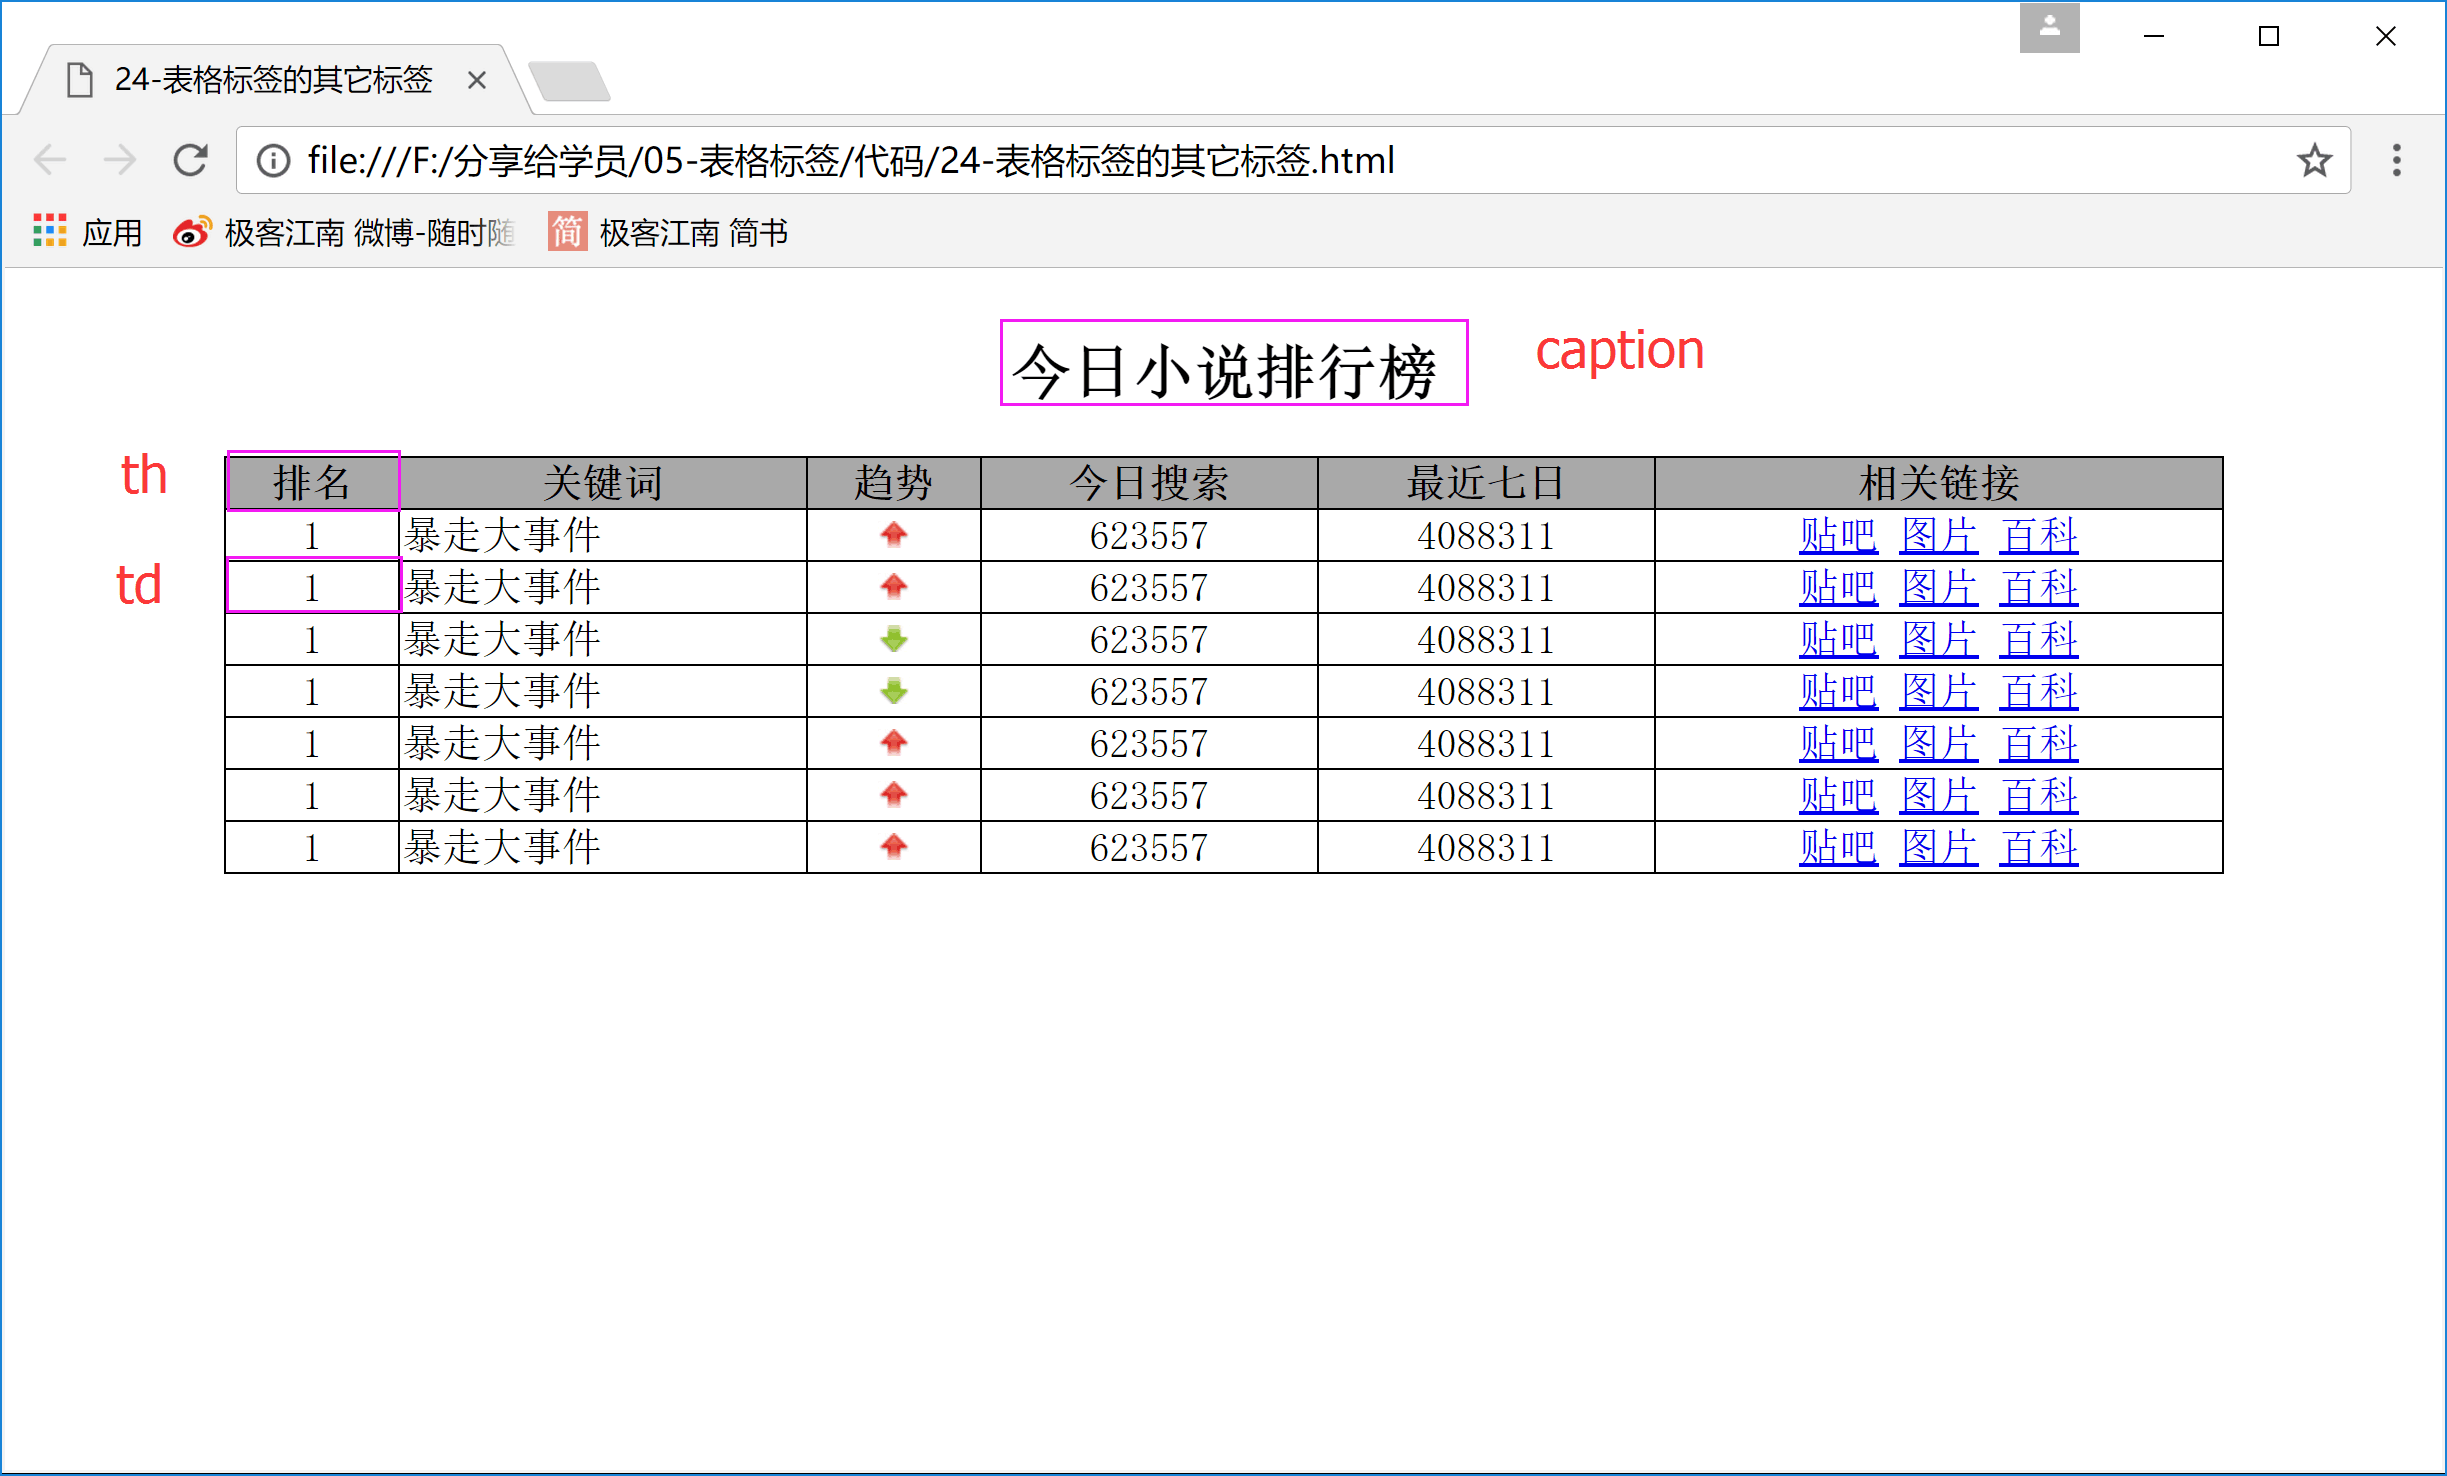 24-表格标签的其它标签
file:///F:/分享给学员/05-表格标签/代码/24-表格标签的其它标签.html
应用 极客江南 微博-随时随 简 极客江南 简书
今日小说排行榜 caption
th 排名 关键词 趋势 今日搜索 最近七日 相关链接
1 暴走大事件 623557 4088311 贴吧 图片 百科
td 1 暴走大事件 623557 4088311 贴吧 图片 百科
1 暴走大事件 623557 4088311 贴吧 图片 百科
1 暴走大事件 623557 4088311 贴吧 图片 百科
1 暴走大事件 623557 4088311 贴吧 图片 百科
1 暴走大事件 623557 4088311 贴吧 图片 百科
1 暴走大事件 623557 4088311 贴吧 图片 百科